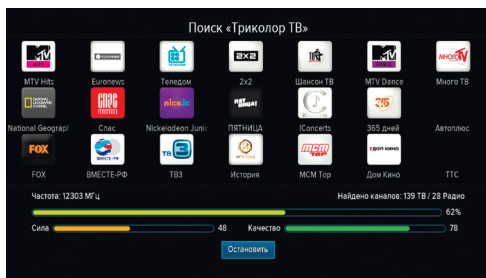 Поиск «Триколор ТВ»
MTV Hits Euronews Теледом 2x2 Шансон ТВ MTV Dance Много ТВ
National Geograpl Спас Nickelodeon Junic ПЯТНИЦА IConcerts 365 дней Автоплюс
FOX ВМЕСТЕ-РФ ТВ3 История MCM Top Дом Кино ТТС
Частота: 12303 МГц Найдено каналов: 139 ТВ / 28 Радио
62%
Сила 48 Качество 78
Остановить